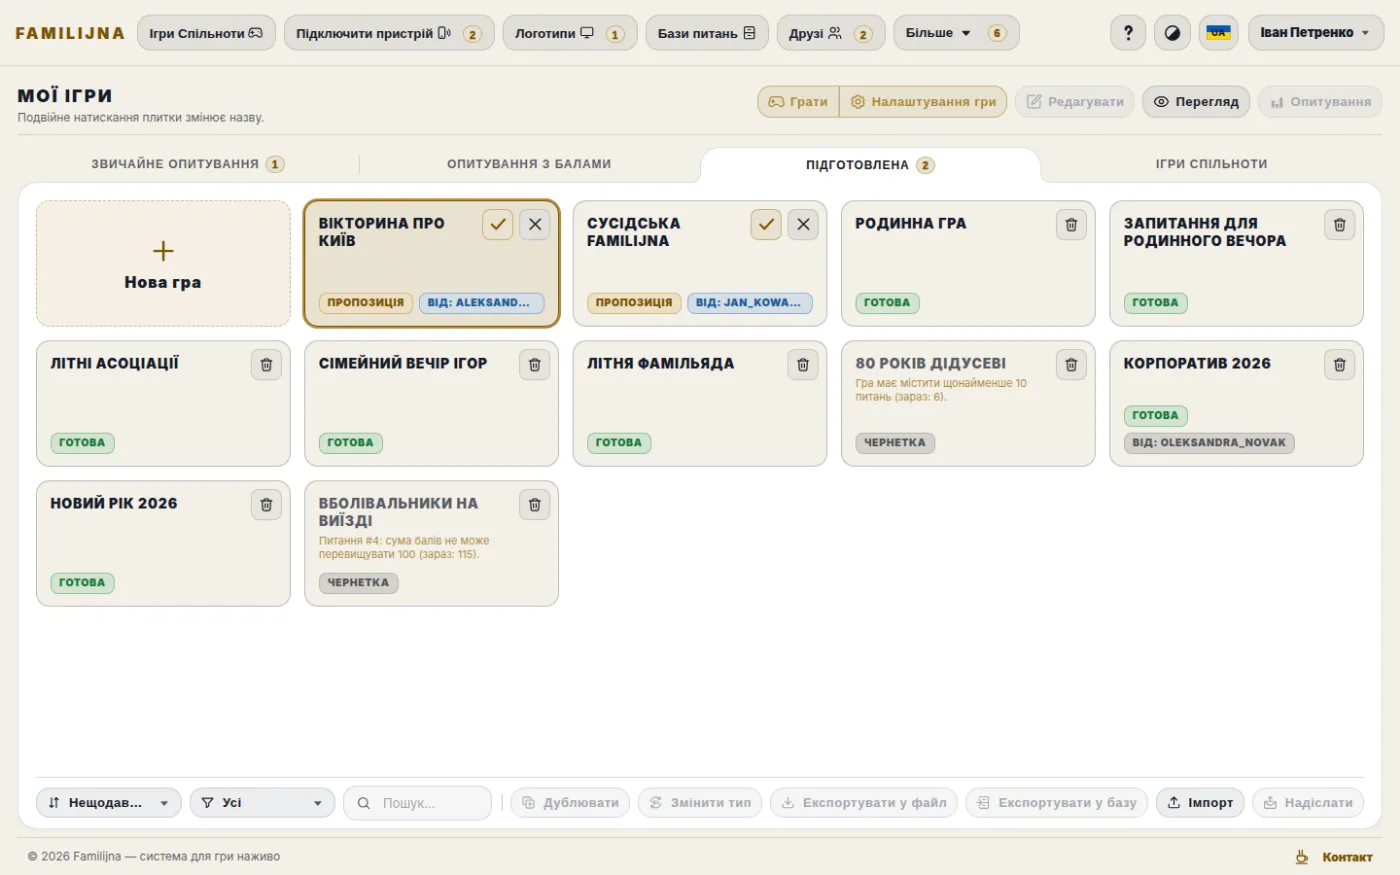 FAMILIJNA
Ігри Спільноти
Підключити пристрій 2
Логотипи 1
Бази питань
Друзі 2
Більше 6
?
UA
Іван Петренко
МОЇ ІГРИ
Подвійне натискання плитки змінює назву.
Грати
Налаштування гри
Редагувати
Перегляд
Опитування
ЗВИЧАЙНЕ ОПИТУВАННЯ 1
ОПИТУВАННЯ З БАЛАМИ
ПІДГОТОВЛЕНА 2
ІГРИ СПІЛЬНОТИ
Нова гра
ВІКТОРИНА ПРО
КИЇВ
ПРОПОЗИЦІЯ
ВІД: ALEKSAND...
СУСІДСЬКА
FAMILIJNA
ПРОПОЗИЦІЯ
ВІД: JAN_KOWA...
РОДИННА ГРА
ГОТОВА
ЗАПИТАННЯ ДЛЯ
РОДИННОГО ВЕЧОРА
ГОТОВА
ЛІТНІ АСОЦІАЦІЇ
ГОТОВА
СІМЕЙНИЙ ВЕЧІР ІГОР
ГОТОВА
ЛІТНЯ ФАМІЛЬЯДА
ГОТОВА
80 РОКІВ ДІДУСЕВІ
Гра має містити щонайменше 10
питань (зараз: 6).
ЧЕРНЕТКА
КОРПОРАТИВ 2026
ГОТОВА
ВІД: OLEKSANDRA_NOVAK
НОВИЙ РІК 2026
ГОТОВА
ВБОЛІВАЛЬНИКИ НА
ВИЇЗДІ
Питання #4: сума балів не може
перевищувати 100 (зараз: 115).
ЧЕРНЕТКА
Нещодав...
Усі
Пошук...
Дублювати
Змінити тип
Експортувати у файл
Експортувати у базу
Імпорт
Надіслати
© 2026 Familijna — система для гри наживо
Контакт